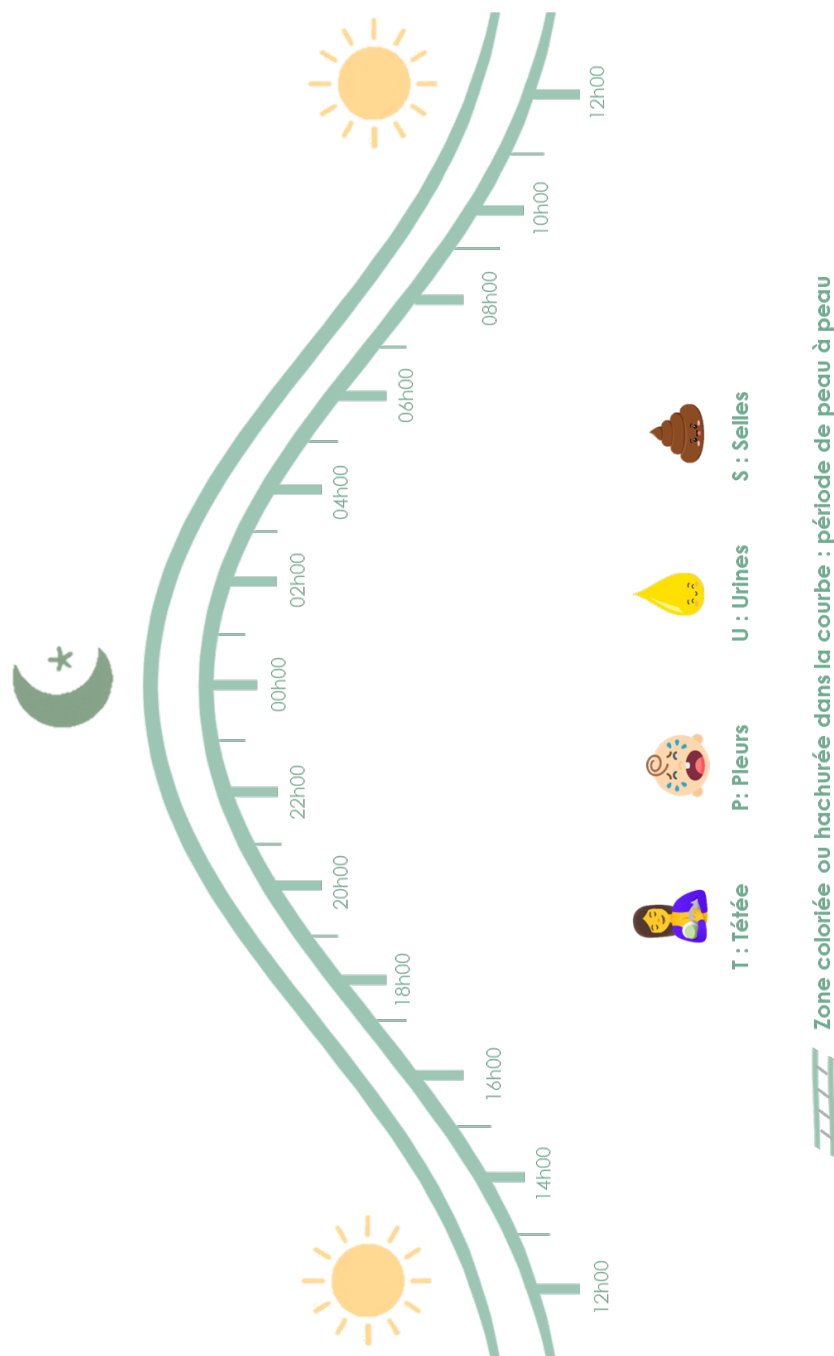 12h00
14h00
16h00
18h00
20h00
22h00
00h00
02h00
04h00
06h00
08h00
10h00
12h00
T : Tétée
P: Pleurs
U : Urines
S : Selles
Zone coloriée ou hachurée dans la courbe : période de peau à peau